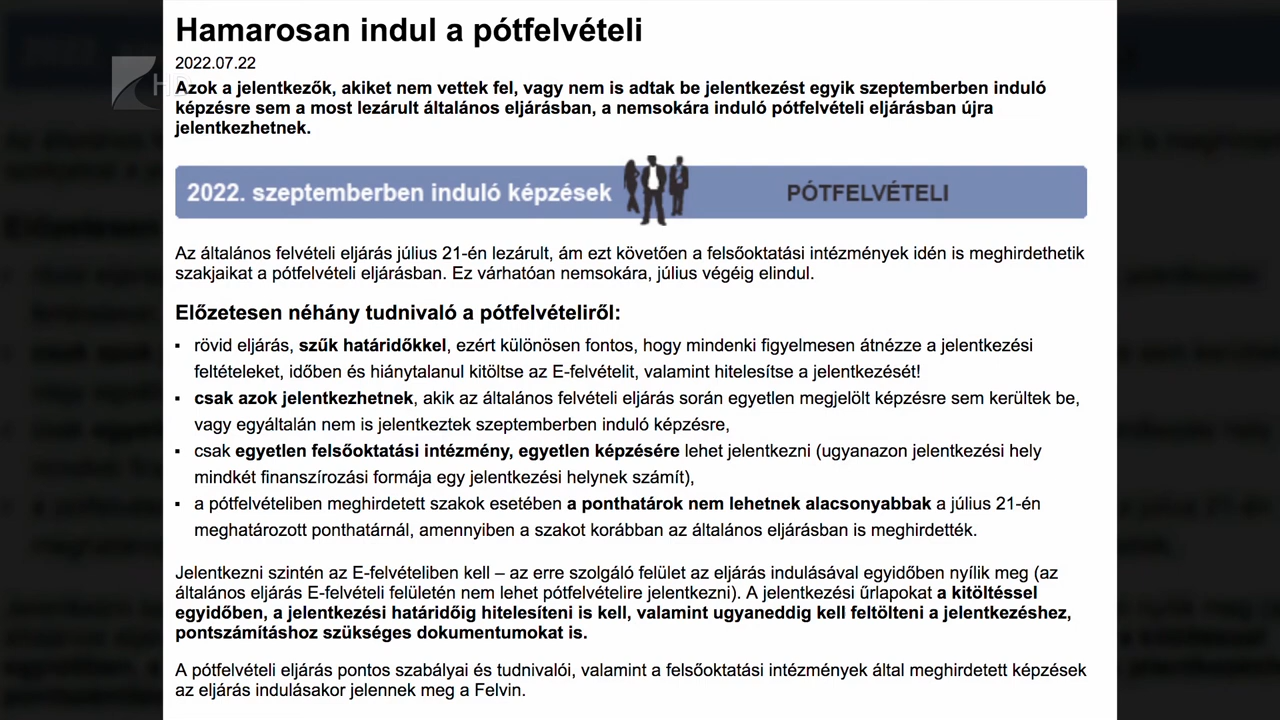 Hamarosan indul a pótfelvételi
2022.07.22
HD
Azok a jelentkezők, akiket nem vettek fel, vagy nem is adtak be jelentkezést egyik szeptemberben induló
képzésre sem a most lezárult általános eljárásban, a nemsokára induló pótfelvételi eljárásban újra
jelentkezhetnek.
2022. szeptemberben induló képzések PÓTFELVÉTELI
Az általános felvételi eljárás július 21-én lezárult, ám ezt követően a felsőoktatási intézmények idén is meghirdethetik
szakjaikat a pótfelvételi eljárásban. Ez várhatóan nemsokára, július végéig elindul.
Előzetesen néhány tudnivaló a pótfelvételiről:
▪ rövid eljárás, szűk határidőkkel, ezért különösen fontos, hogy mindenki figyelmesen átnézze a jelentkezési
feltételeket, időben és hiánytalanul kitöltse az E-felvételit, valamint hitelesítse a jelentkezését!
▪ csak azok jelentkezhetnek, akik az általános felvételi eljárás során egyetlen megjelölt képzésre sem kerültek be,
vagy egyáltalán nem is jelentkeztek szeptemberben induló képzésre,
▪ csak egyetlen felsőoktatási intézmény, egyetlen képzésére lehet jelentkezni (ugyanazon jelentkezési hely
mindkét finanszírozási formája egy jelentkezési helynek számít),
▪ a pótfelvételiben meghirdetett szakok esetében a ponthatárok nem lehetnek alacsonyabbak a július 21-én
meghatározott ponthatárnál, amennyiben a szakot korábban az általános eljárásban is meghirdették.
Jelentkezni szintén az E-felvételiben kell – az erre szolgáló felület az eljárás indulásával egyidőben nyílik meg (az
általános eljárás E-felvételi felületén nem lehet pótfelvételire jelentkezni). A jelentkezési űrlapokat a kitöltéssel
egyidőben, a jelentkezési határidőig hitelesíteni is kell, valamint ugyaneddig kell feltölteni a jelentkezéshez,
pontszámításhoz szükséges dokumentumokat is.
A pótfelvételi eljárás pontos szabályai és tudnivalói, valamint a felsőoktatási intézmények által meghirdetett képzések
az eljárás indulásakor jelennek meg a Felvin.